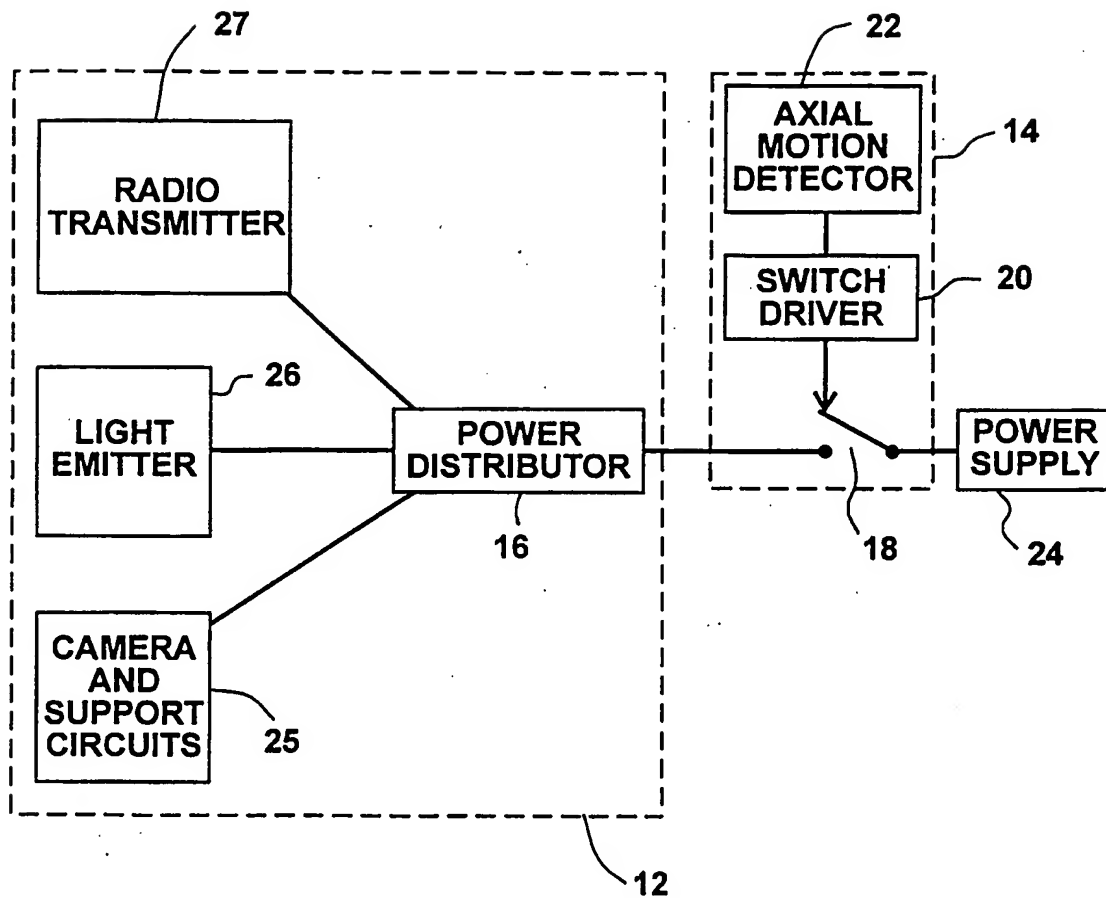 27
22
RADIO
TRANSMITTER
AXIAL
MOTION
DETECTOR
14
SWITCH
DRIVER
20
26
LIGHT
EMITTER
POWER
DISTRIBUTOR
16
18
POWER
SUPPLY
24
CAMERA
AND
SUPPORT
CIRCUITS
25
12